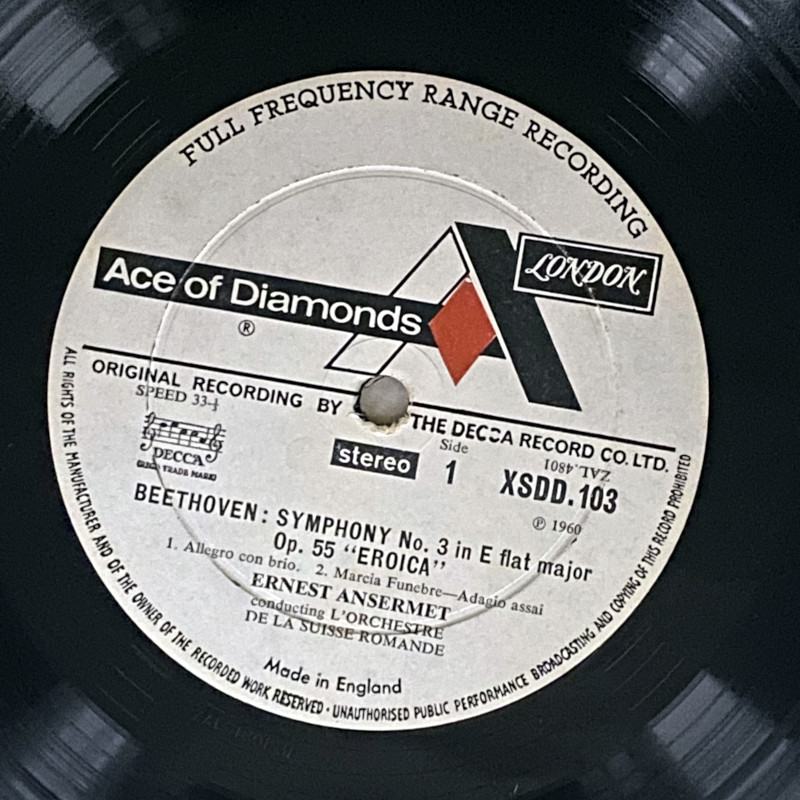 FULL FREQUENCY RANGE RECORDING
LONDON
Ace of Diamonds
®
ORIGINAL RECORDING BY THE DECCA RECORD CO. LTD.
SPEED 33⅓
DECCA
REGD TRADE MARK
stereo
Side
1
ZAL.4801
XSDD.103
℗ 1960
BEETHOVEN: SYMPHONY No. 3 in E flat major
Op. 55 "EROICA"
1. Allegro con brio. 2. Marcia Funebre—Adagio assai
ERNEST ANSERMET
conducting L'ORCHESTRE
DE LA SUISSE ROMANDE
Made in England
ALL RIGHTS OF THE MANUFACTURER AND OF THE OWNER OF THE RECORDED WORK RESERVED · UNAUTHORISED PUBLIC PERFORMANCE BROADCASTING AND COPYING OF THIS RECORD PROHIBITED